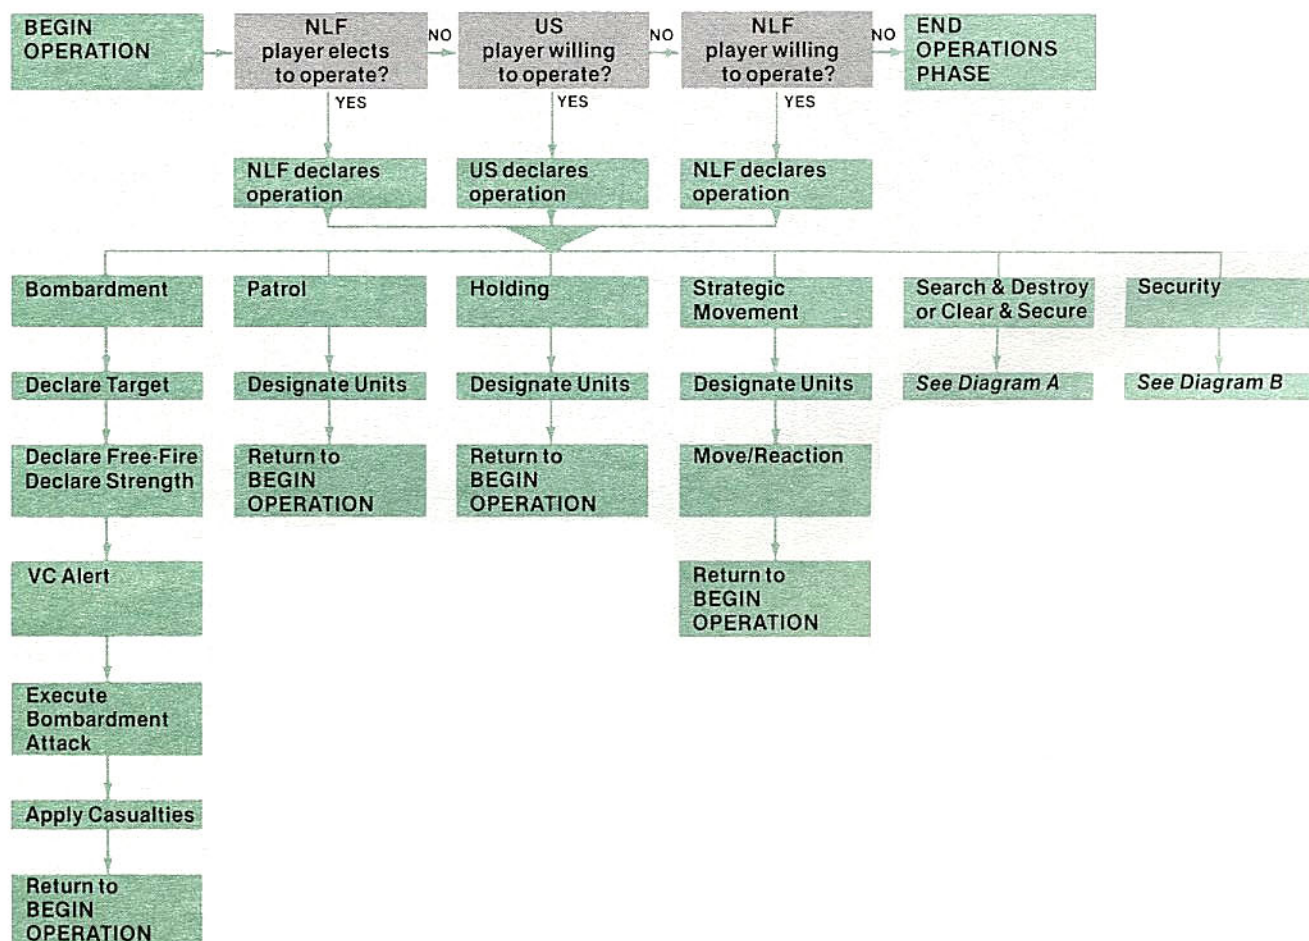 BEGIN
OPERATION
NLF
player elects
to operate?
NO
US
player willing
to operate?
NO
NLF
player willing
to operate?
NO
END
OPERATIONS
PHASE
YES
YES
YES
NLF declares
operation
US declares
operation
NLF declares
operation
Bombardment
Patrol
Holding
Strategic
Movement
Search & Destroy
or Clear & Secure
Security
Declare Target
Designate Units
Designate Units
Designate Units
See Diagram A
See Diagram B
Declare Free-Fire
Declare Strength
Return to
BEGIN
OPERATION
Return to
BEGIN
OPERATION
Move/Reaction
VC Alert
Return to
BEGIN
OPERATION
Execute
Bombardment
Attack
Apply Casualties
Return to
BEGIN
OPERATION